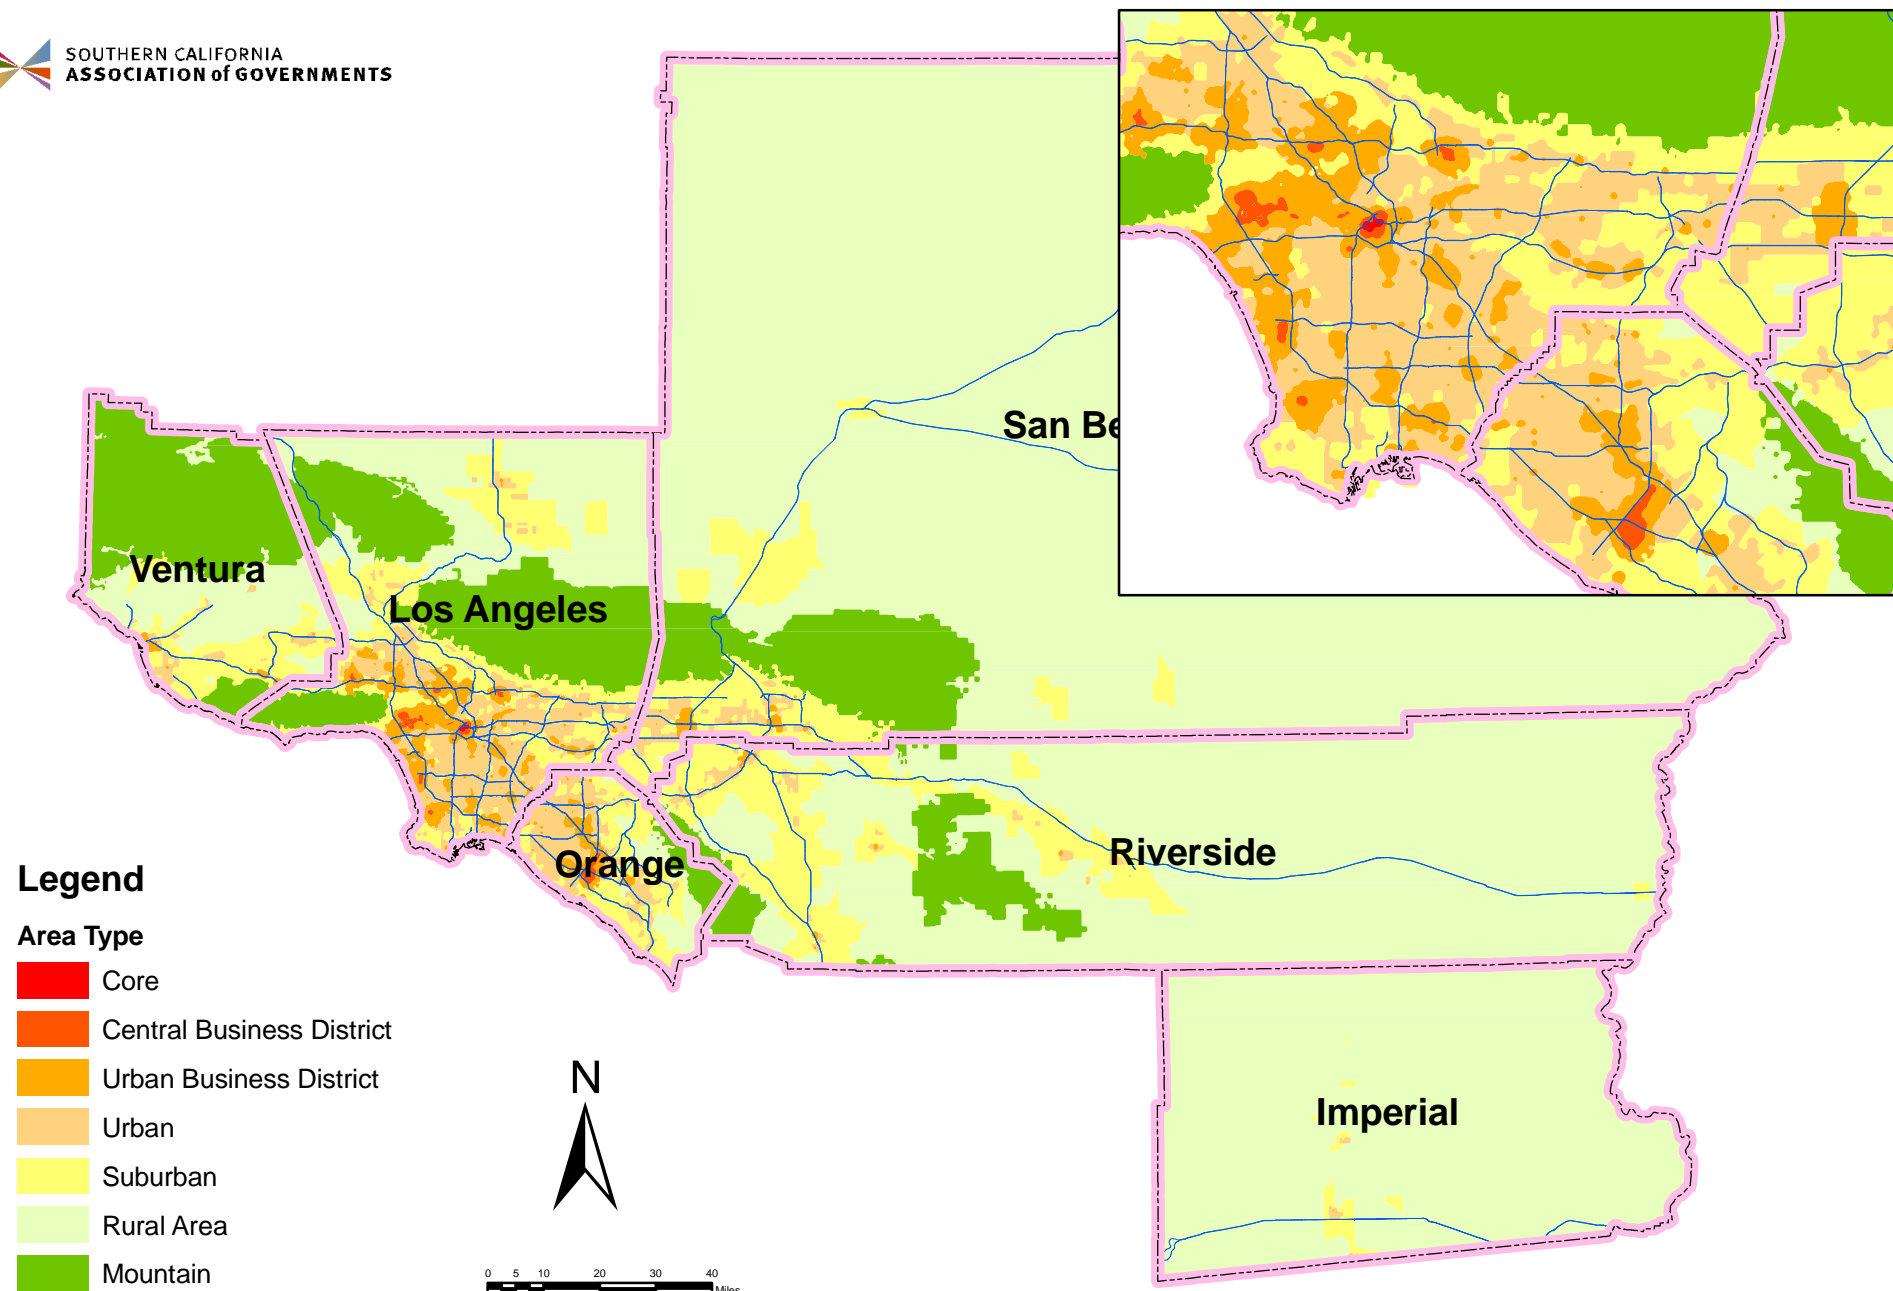 SOUTHERN CALIFORNIA
ASSOCIATION of GOVERNMENTS
San Be
Ventura
Los Angeles
Orange
Riverside
Imperial
Legend
Area Type
Core
Central Business District
Urban Business District
Urban
Suburban
Rural Area
Mountain
N
0 5 10 20 30 40
Miles